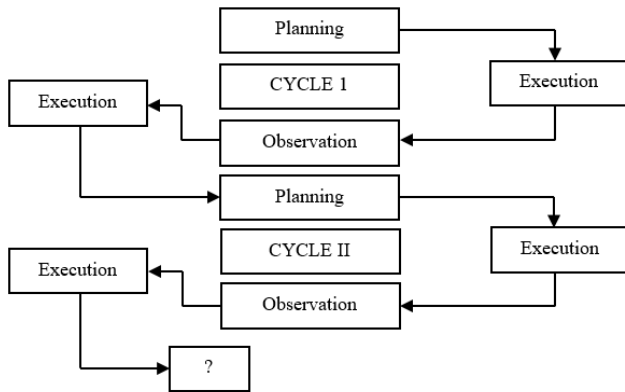 Planning
CYCLE 1
Execution
Execution
Observation
Planning
CYCLE II
Execution
Execution
Observation
?